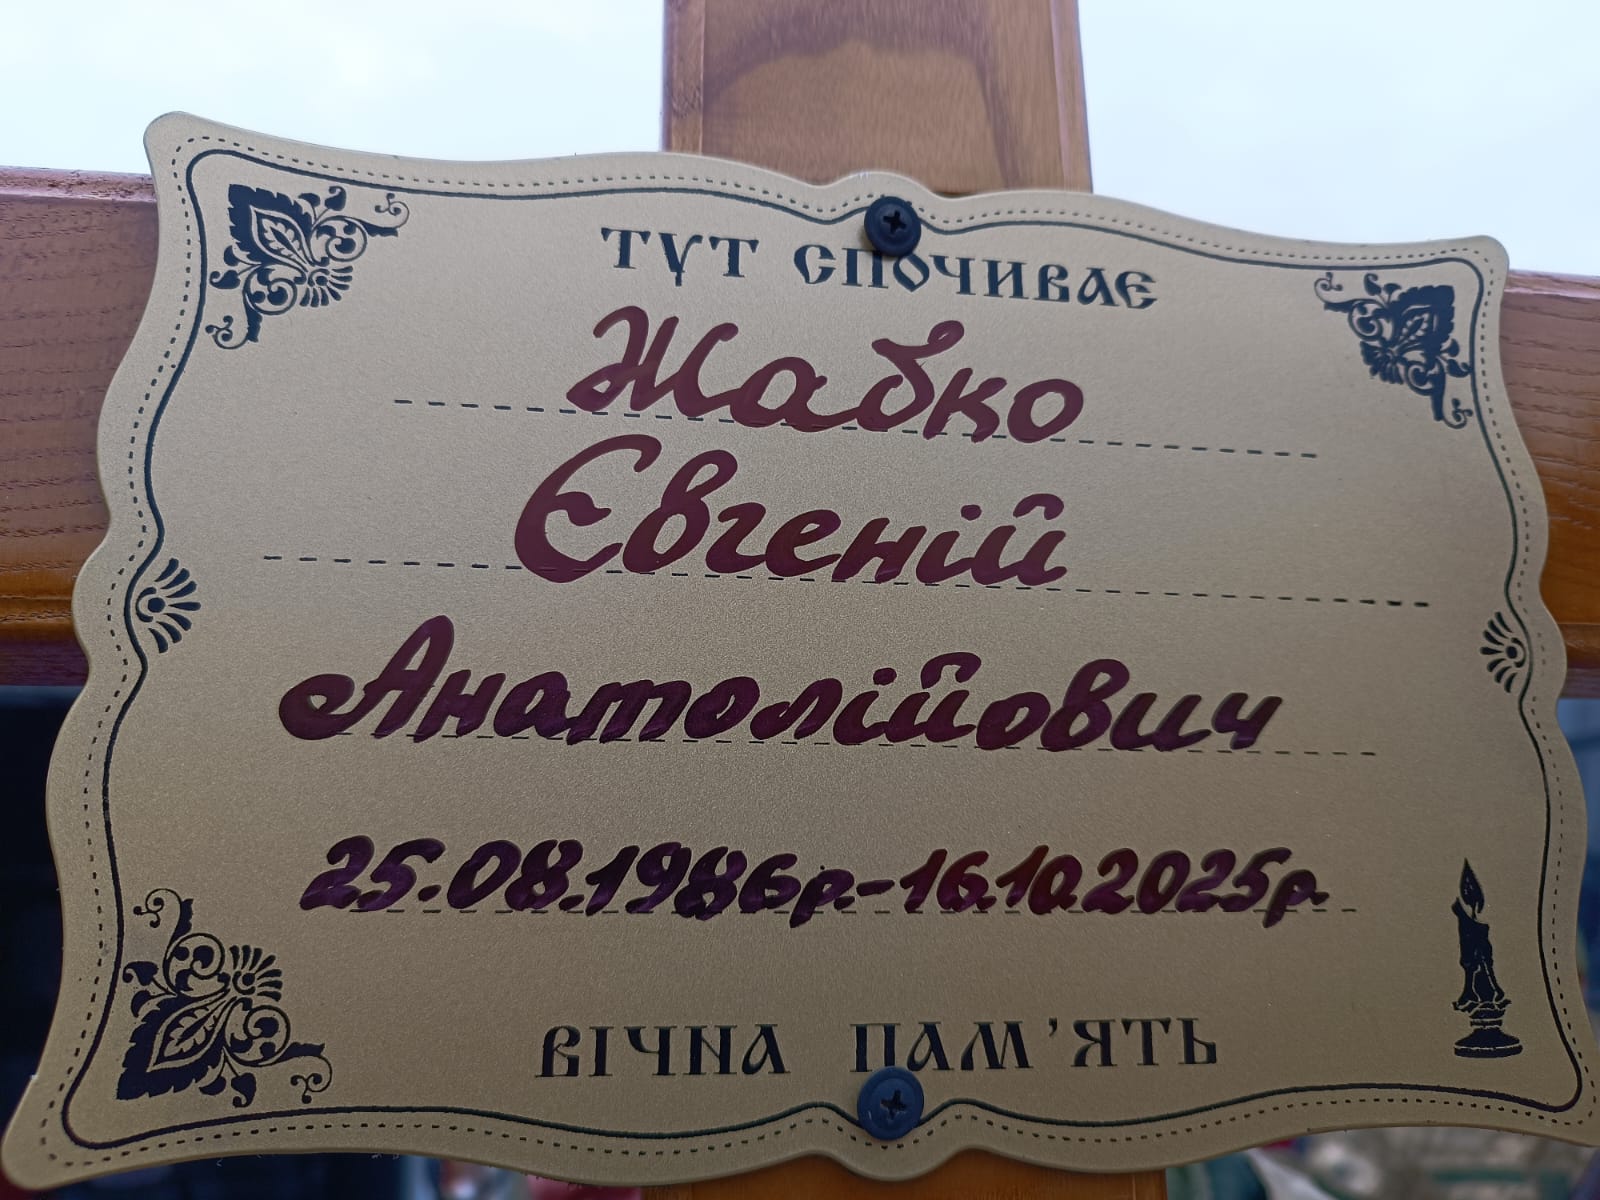 ТУТ СПОЧИВАЄ
Жабко
Євгеній
Анатолійович
25.08.1986р.-16.10.2025р.
ВІЧНА ПАМ'ЯТЬ